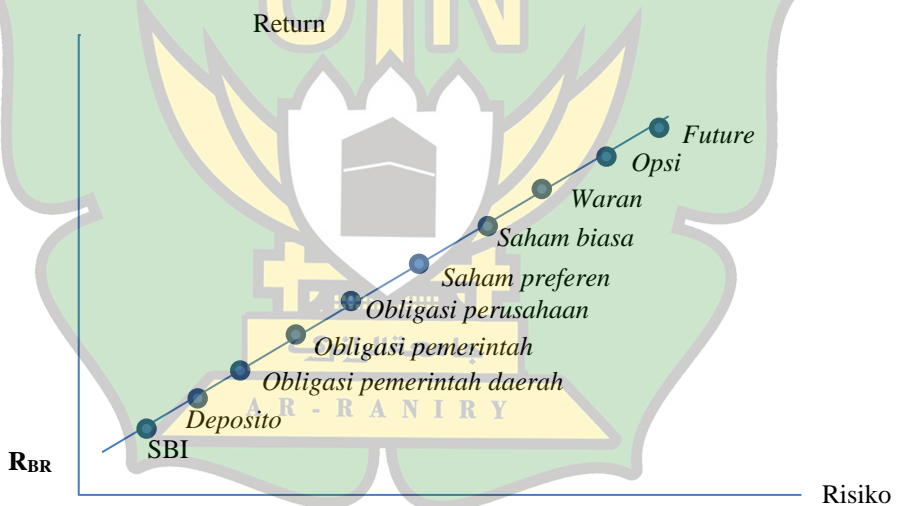 Return
UIN
Future
Opsi
Waran
Saham biasa
Saham preferen
Obligasi perusahaan
Obligasi pemerintah
Obligasi pemerintah daerah
AR-RANIRY
Deposito
SBI
RBR
Risiko